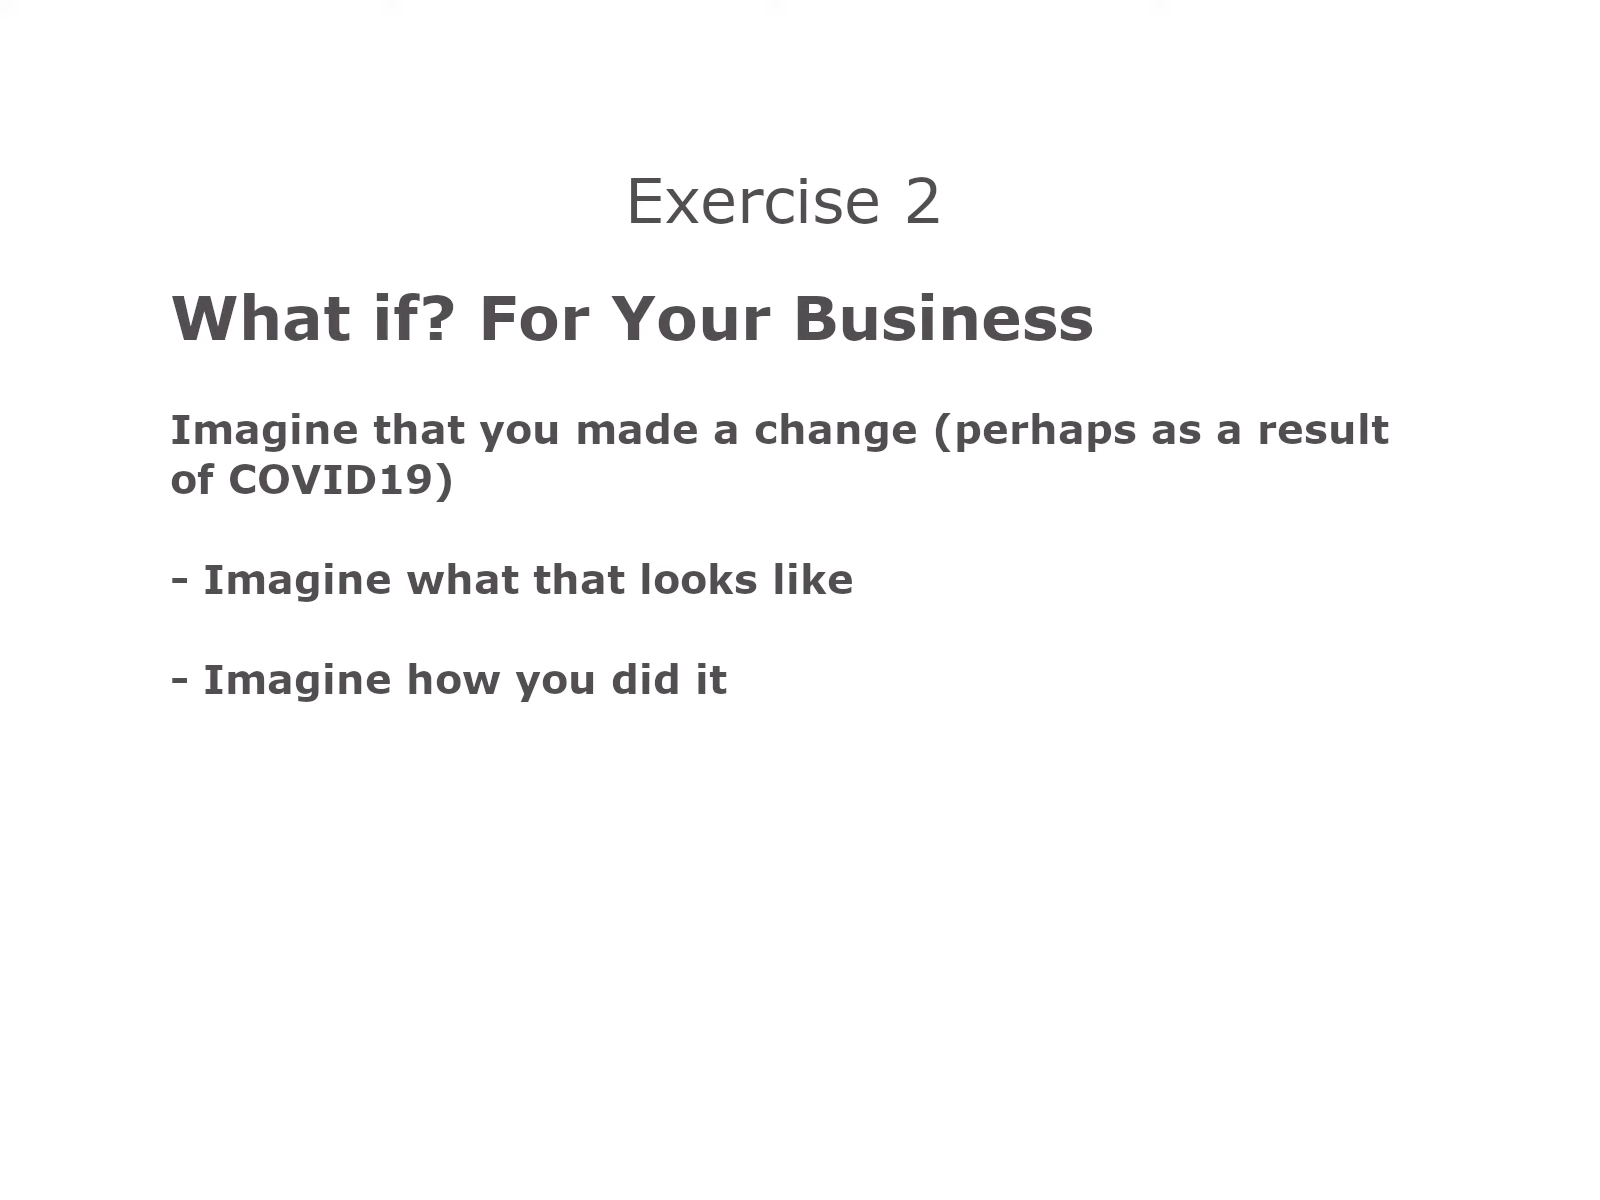 Exercise 2
What if? For Your Business
Imagine that you made a change (perhaps as a result
of COVID19)
- Imagine what that looks like
- Imagine how you did it